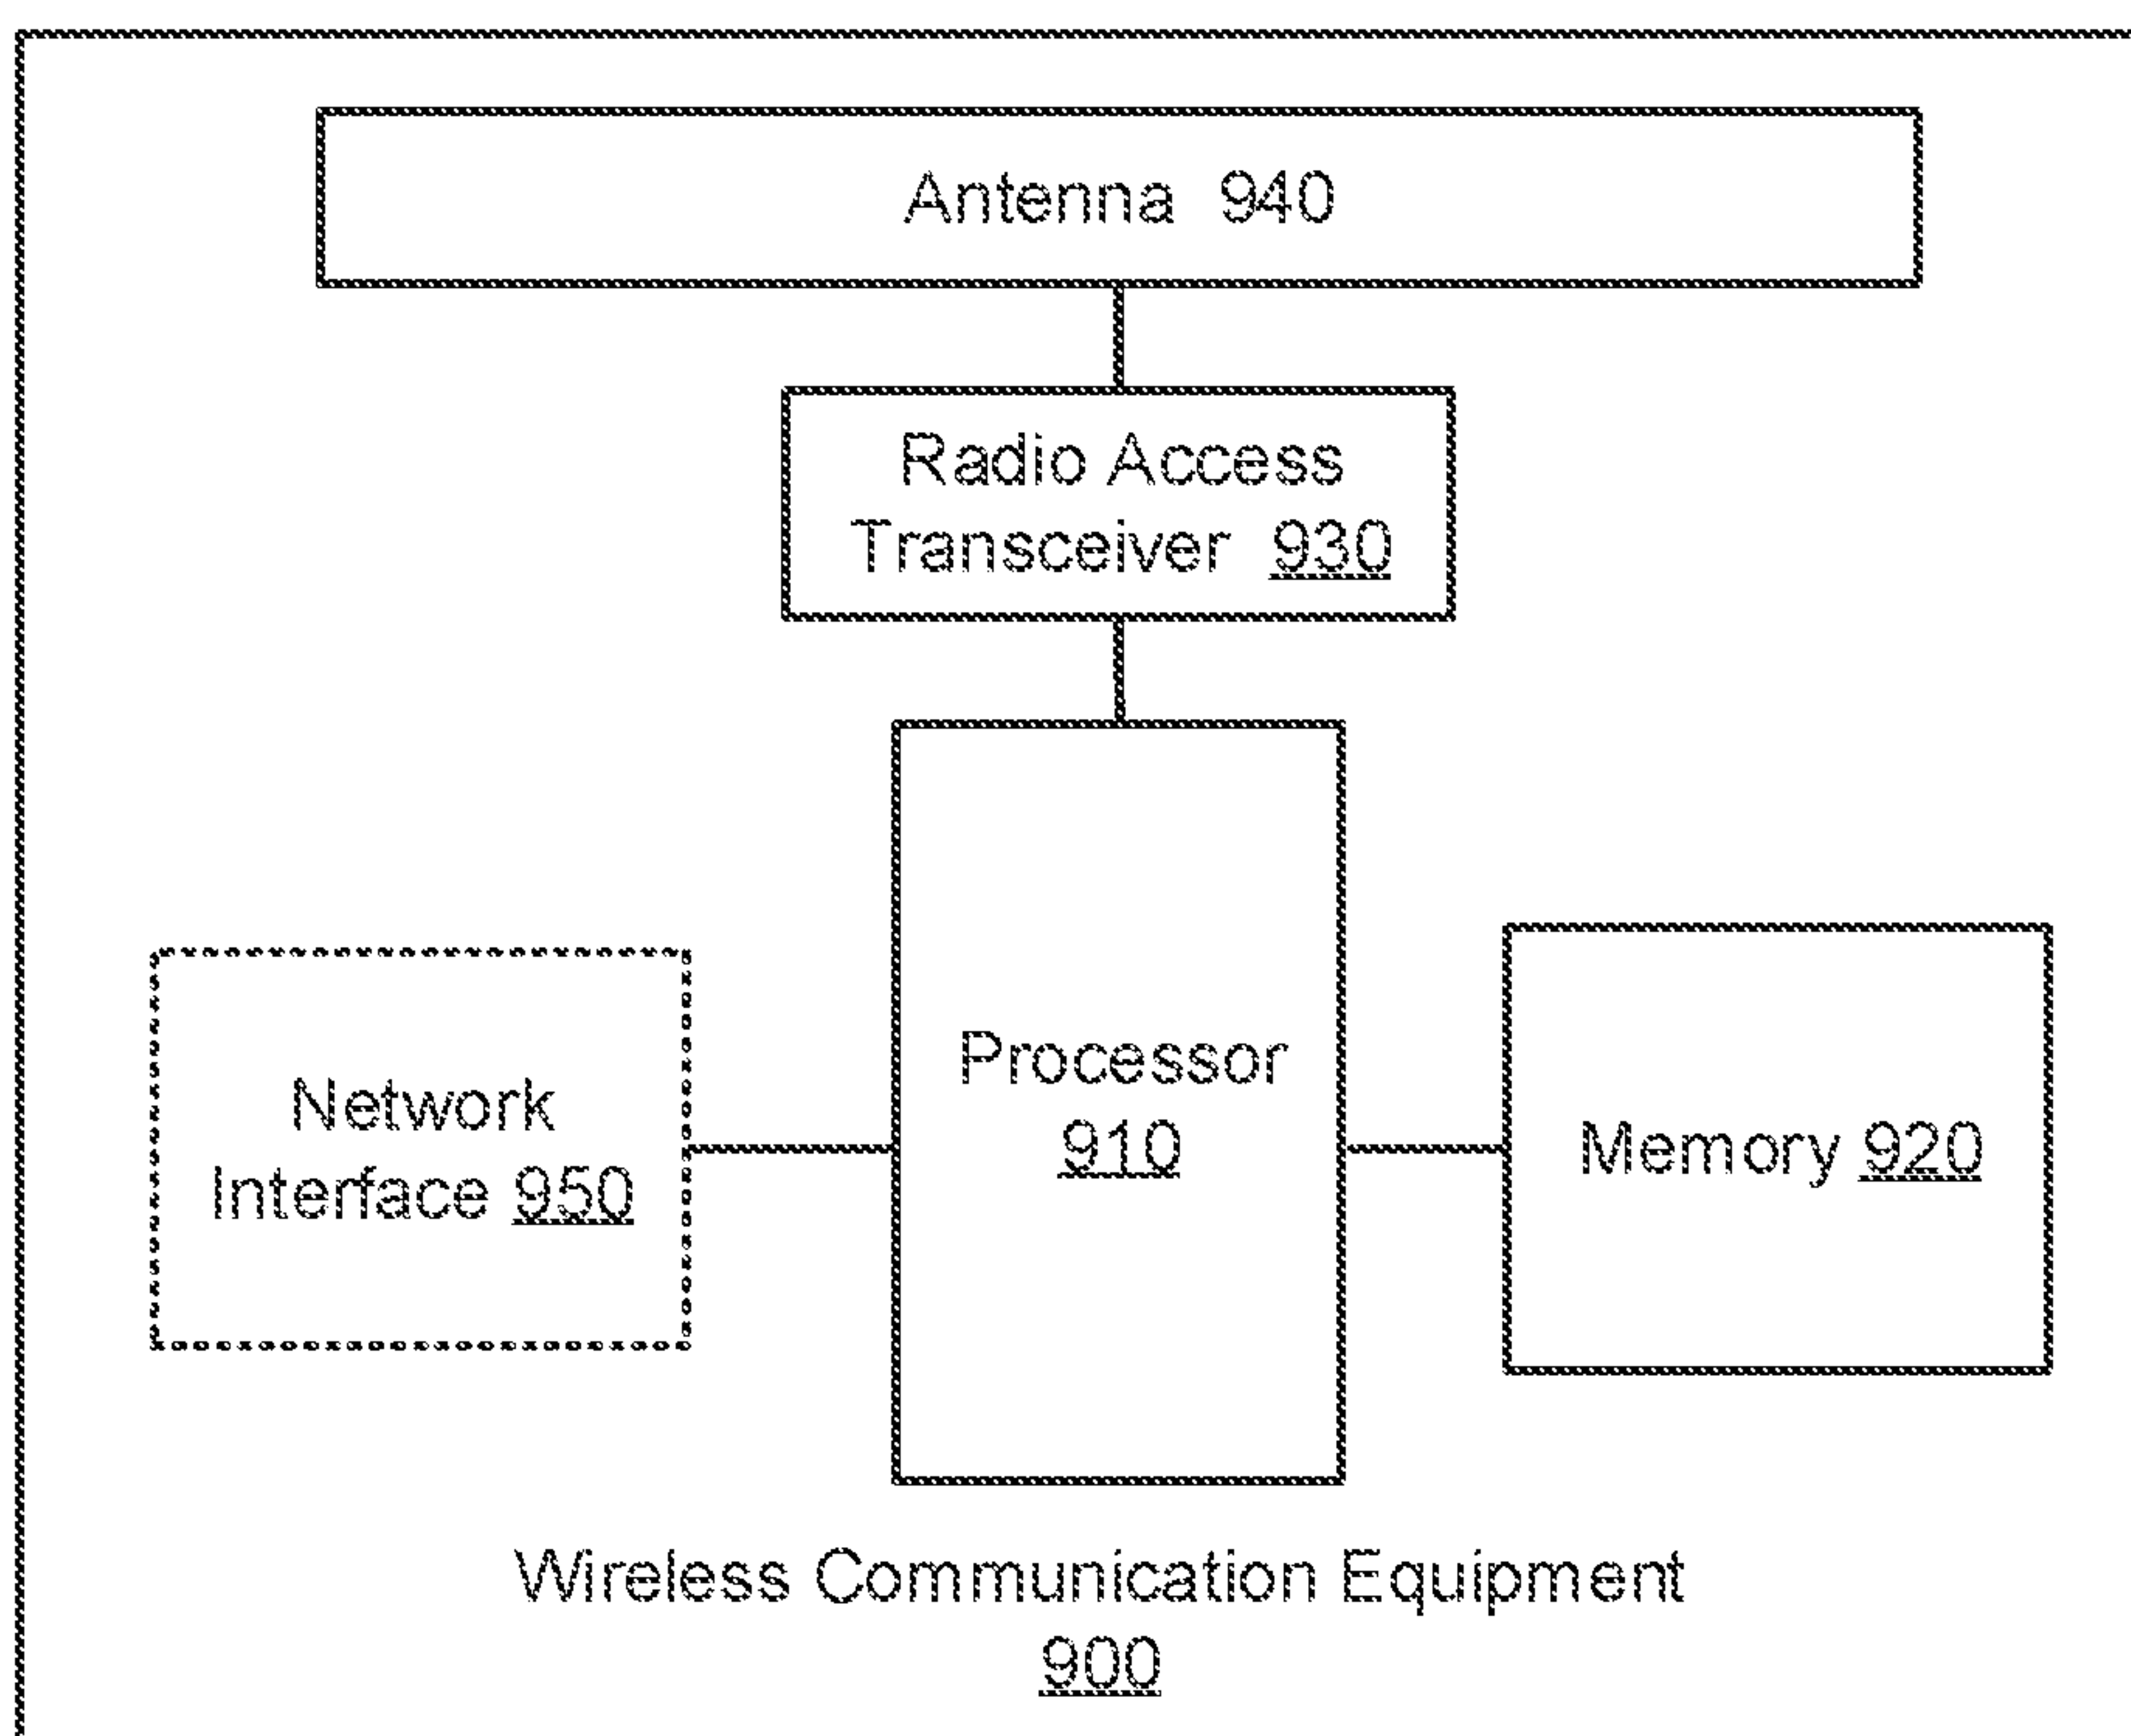 Antenna 940
Radio Access
Transceiver 930
Processor
910
Network
Interface 950
Memory 920
Wireless Communication Equipment
900